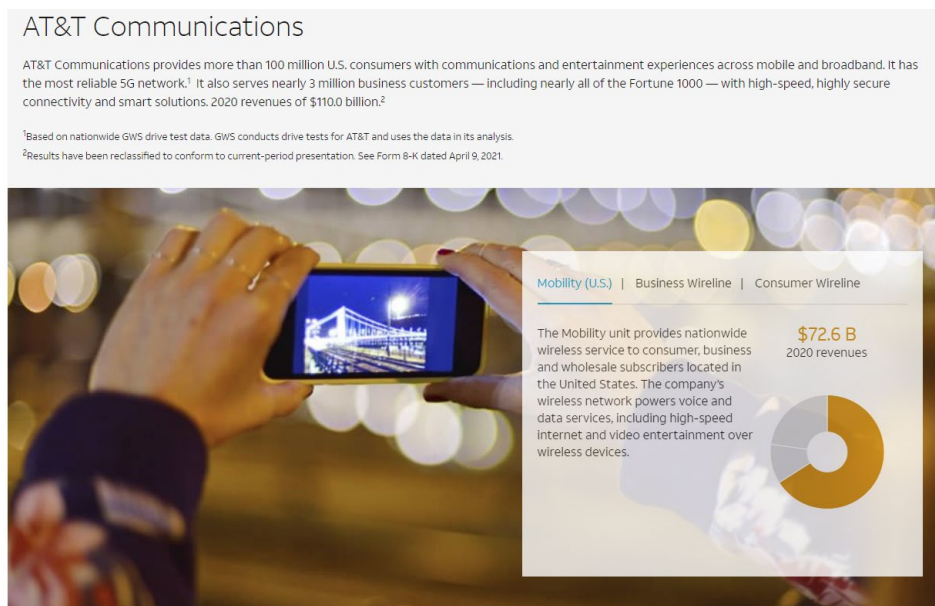 AT&T Communications
AT&T Communications provides more than 100 million U.S. consumers with communications and entertainment experiences across mobile and broadband. It has
the most reliable 5G network.¹ It also serves nearly 3 million business customers — including nearly all of the Fortune 1000 — with high-speed, highly secure
connectivity and smart solutions. 2020 revenues of $110.0 billion.²
¹Based on nationwide GWS drive test data. GWS conducts drive tests for AT&T and uses the data in its analysis.
²Results have been reclassified to conform to current-period presentation. See Form 8-K dated April 9, 2021.
Mobility (U.S.) | Business Wireline | Consumer Wireline
The Mobility unit provides nationwide
wireless service to consumer, business
and wholesale subscribers located in
the United States. The company's
wireless network powers voice and
data services, including high-speed
internet and video entertainment over
wireless devices.
$72.6 B
2020 revenues